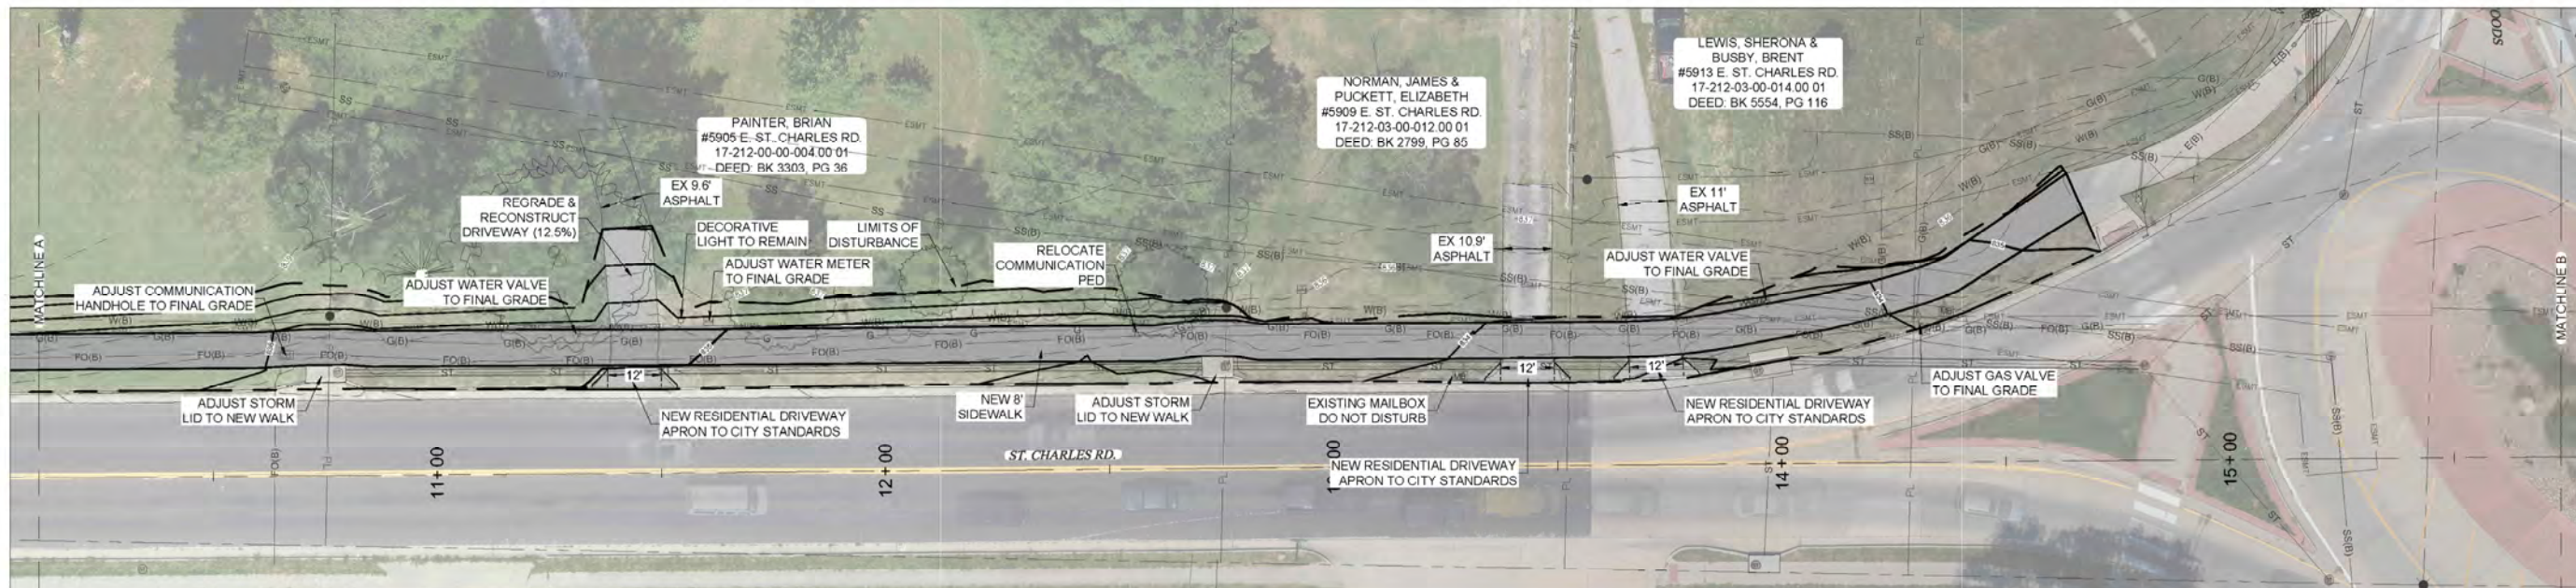 MATCHLINE A
ADJUST COMMUNICATION
HANDHOLE TO FINAL GRADE
ADJUST WATER VALVE
TO FINAL GRADE
REGRADE &
RECONSTRUCT
DRIVEWAY (12.5%)
PAINTER, BRIAN
#5905 E. ST. CHARLES RD.
17-212-00-00-004.00 01
DEED: BK 3303, PG 36
EX 9.6'
ASPHALT
DECORATIVE
LIGHT TO REMAIN
ADJUST WATER METER
TO FINAL GRADE
LIMITS OF
DISTURBANCE
RELOCATE
COMMUNICATION
PED
NORMAN, JAMES &
PUCKETT, ELIZABETH
#5909 E. ST. CHARLES RD.
17-212-03-00-012.00 01
DEED: BK 2799, PG 85
EX 10.9'
ASPHALT
LEWIS, SHERONA &
BUSBY, BRENT
#5913 E. ST. CHARLES RD.
17-212-03-00-014.00 01
DEED: BK 5554, PG 116
EX 11'
ASPHALT
ADJUST WATER VALVE
TO FINAL GRADE
ADJUST STORM
LID TO NEW WALK
12'
NEW RESIDENTIAL DRIVEWAY
APRON TO CITY STANDARDS
NEW 8'
SIDEWALK
ADJUST STORM
LID TO NEW WALK
EXISTING MAILBOX
DO NOT DISTURB
12'
12'
NEW RESIDENTIAL DRIVEWAY
APRON TO CITY STANDARDS
NEW RESIDENTIAL DRIVEWAY
APRON TO CITY STANDARDS
ADJUST GAS VALVE
TO FINAL GRADE
ST. CHARLES RD.
11+00
12+00
14+00
15+00
MATCHLINE B